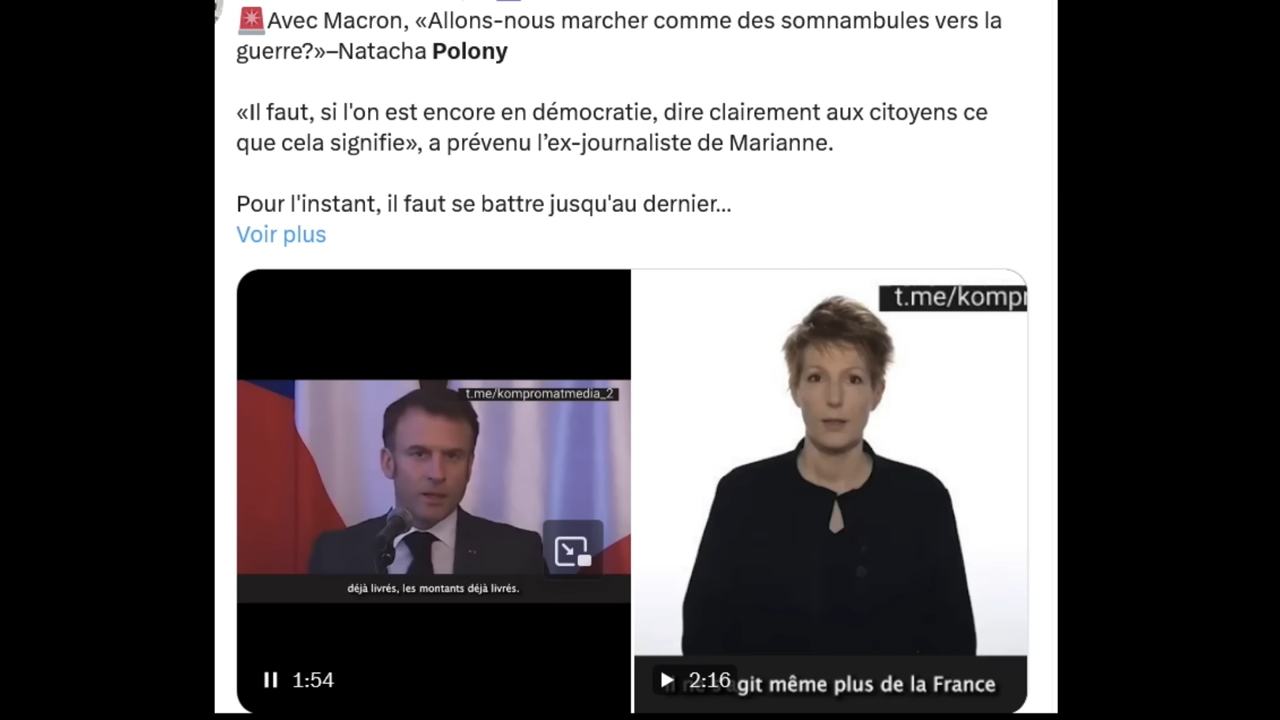 🚨Avec Macron, «Allons-nous marcher comme des somnambules vers la
guerre?»–Natacha Polony
«Il faut, si l'on est encore en démocratie, dire clairement aux citoyens ce
que cela signifie», a prévenu l’ex-journaliste de Marianne.
Pour l'instant, il faut se battre jusqu'au dernier...
Voir plus
t.me/kompromatmedia_2
déjà livrés, les montants déjà livrés.
1:54
t.me/kompr
2:16
agit même plus de la France